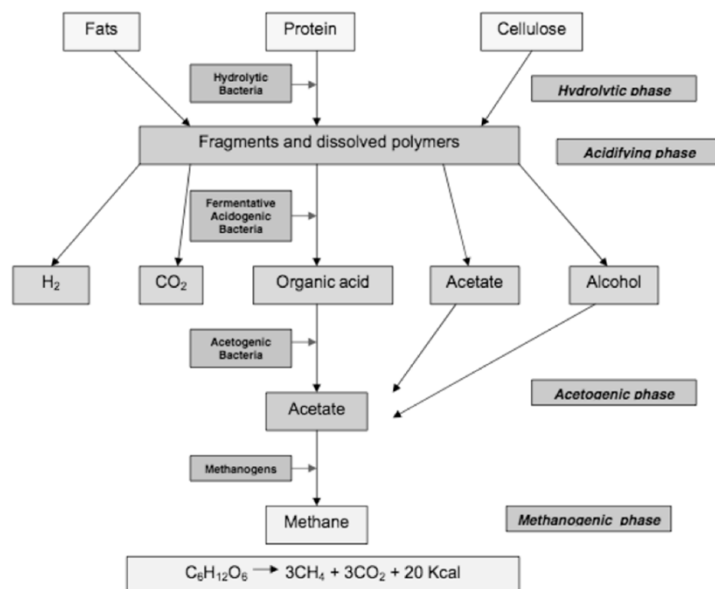 Fats
Protein
Cellulose
Hydrolytic
Bacteria
Hydrolytic phase
Fragments and dissolved polymers
Acidifying phase
Fermentative
Acidogenic
Bacteria
H₂
CO₂
Organic acid
Acetate
Alcohol
Acetogenic
Bacteria
Acetogenic phase
Acetate
Methanogens
Methane
Methanogenic phase
C₆H₁₂O₆ → 3CH₄ + 3CO₂ + 20 Kcal